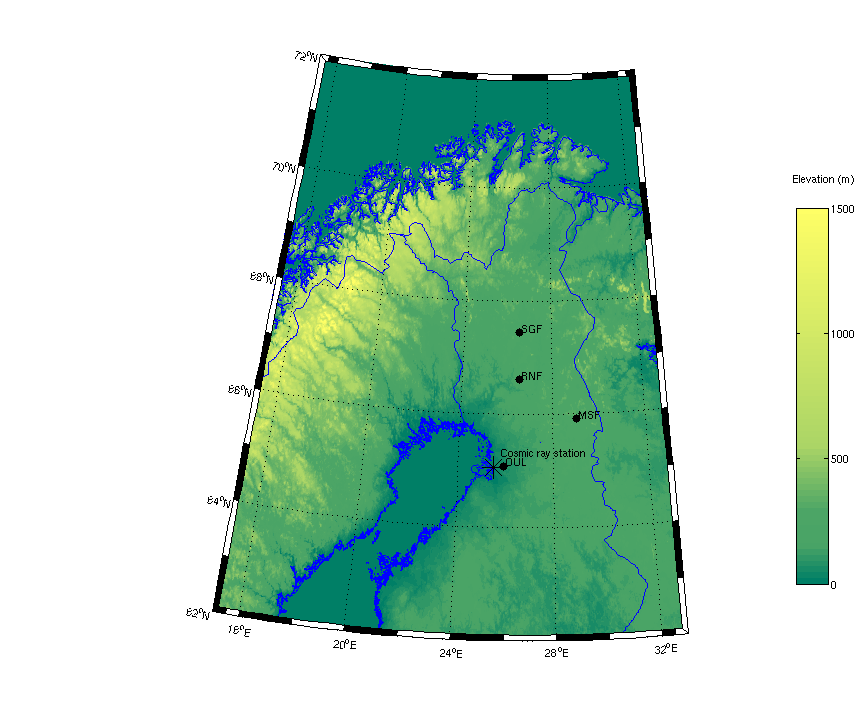 72°N
70°N
Elevation (m)
1500
68°N
SGF
1000
RNF
66°N
MSF
Cosmic ray station
OUL
500
64°N
0
62°N
16°E
20°E
24°E
28°E
32°E